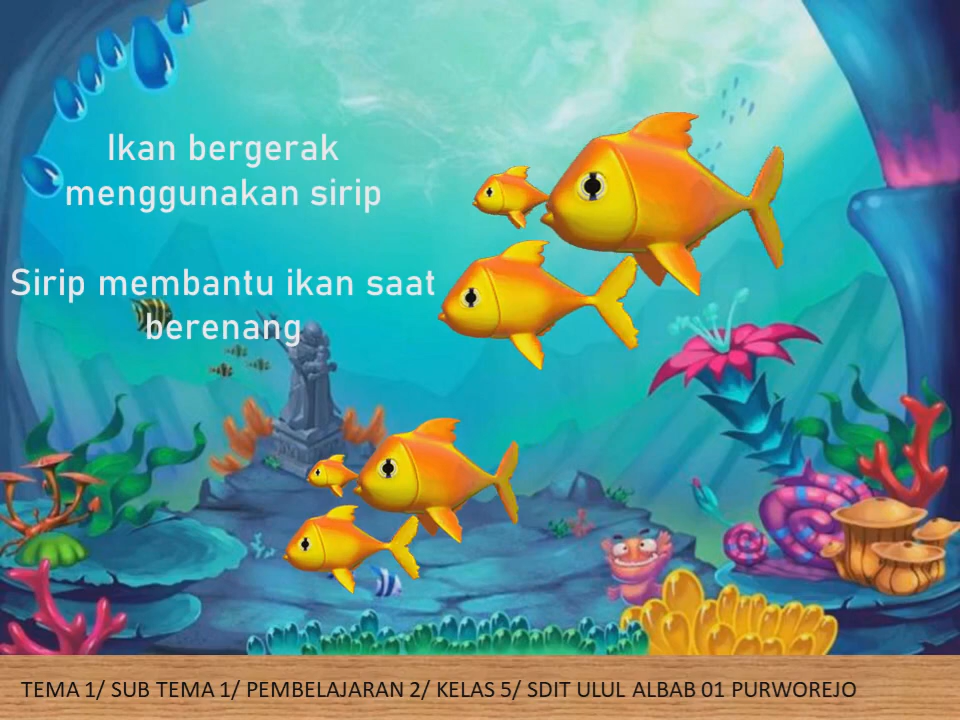 Ikan bergerak
menggunakan sirip
Sirip membantu ikan saat
berenang
TEMA 1/ SUB TEMA 1/ PEMBELAJARAN 2/ KELAS 5/ SDIT ULUL ALBAB 01 PURWOREJO